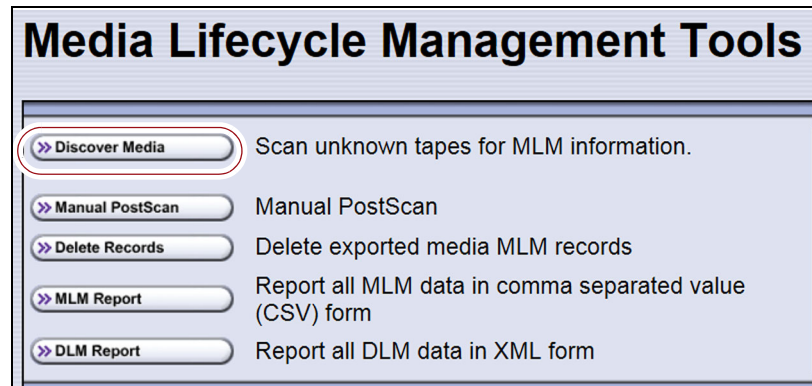 Media Lifecycle Management Tools
Discover Media Scan unknown tapes for MLM information.
Manual PostScan Manual PostScan
Delete Records Delete exported media MLM records
MLM Report Report all MLM data in comma separated value
(CSV) form
DLM Report Report all DLM data in XML form